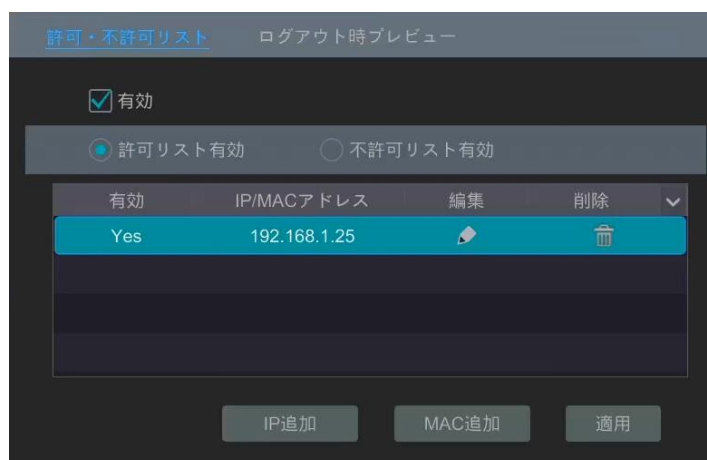 許可・不許可リスト ログアウト時プレビュー
有効
許可リスト有効 不許可リスト有効
有効 IP/MACアドレス 編集 削除
Yes 192.168.1.25
IP追加 MAC追加 適用